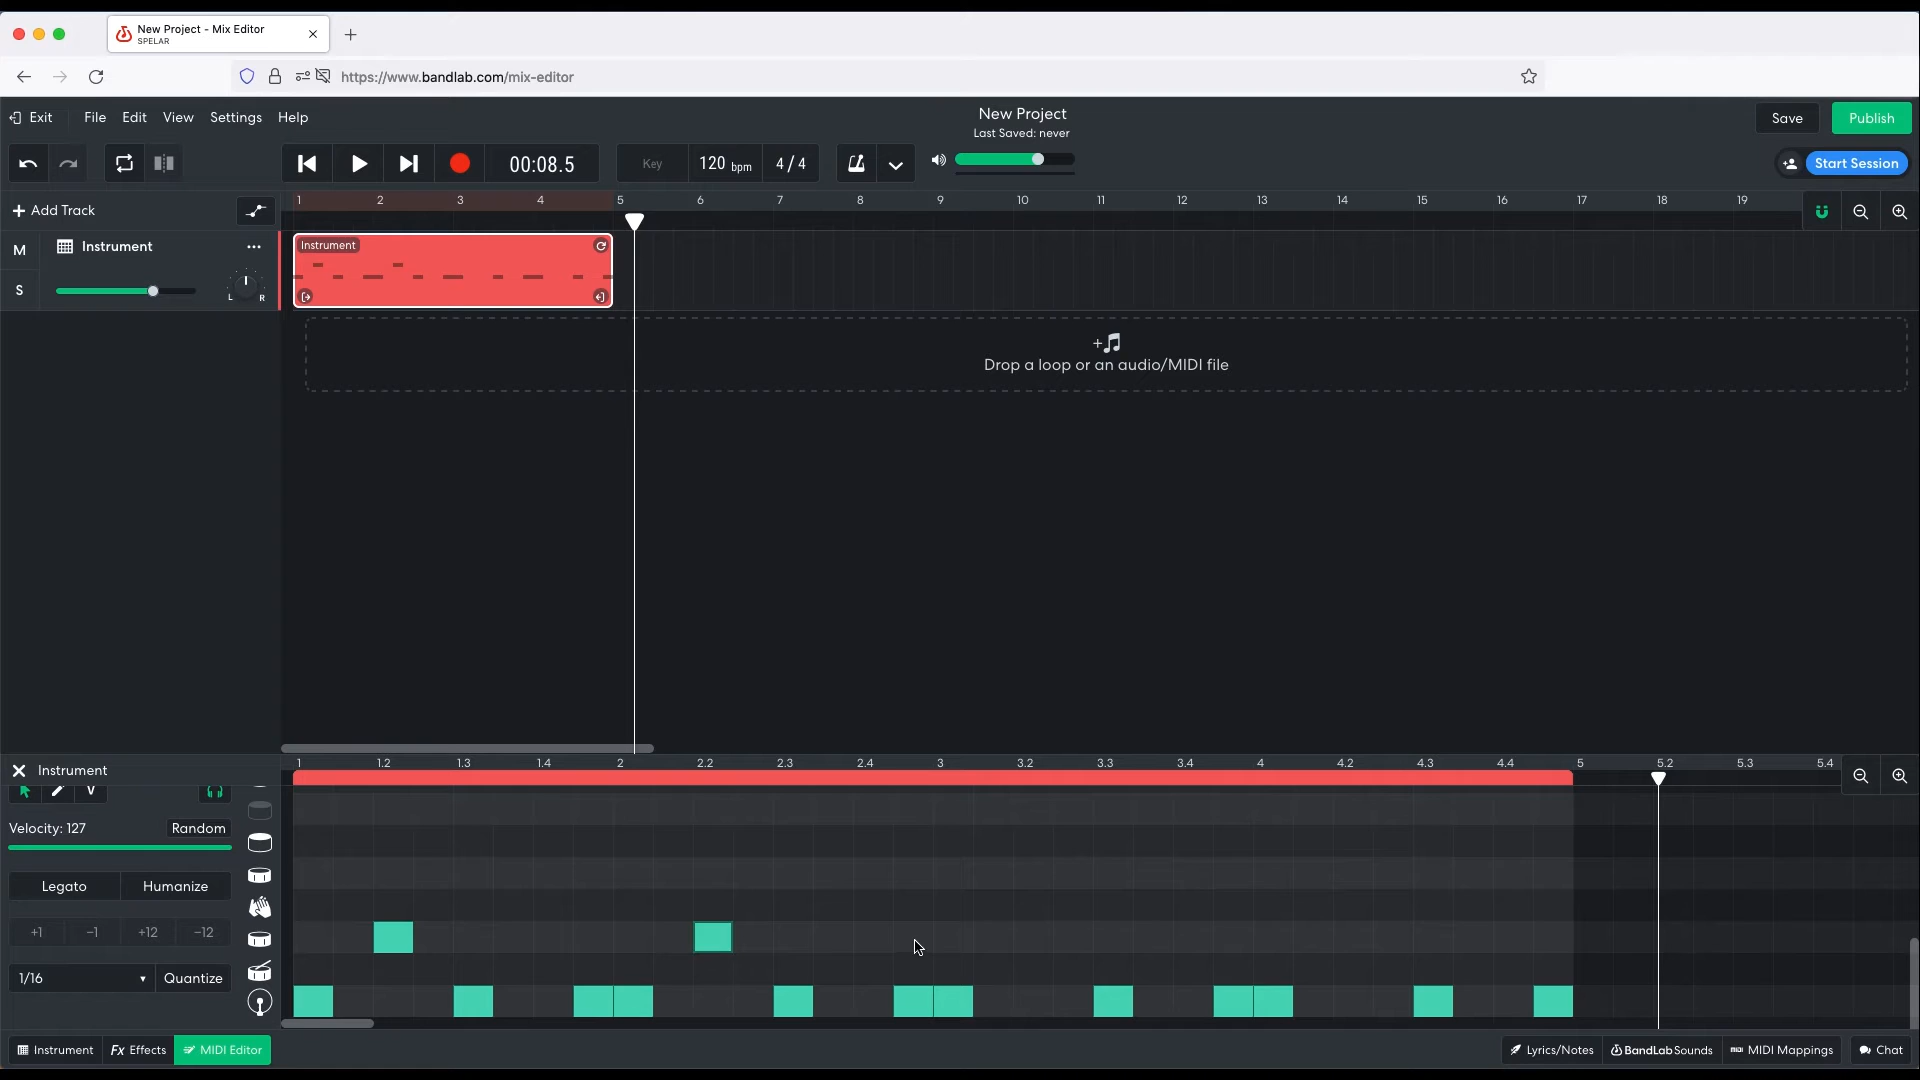 New Project - Mix Editor
SPELAR
https://www.bandlab.com/mix-editor
Exit File Edit View Settings Help
New Project
Last Saved: never
Save Publish
00:08.5 Key 120 bpm 4 / 4
Start Session
+ Add Track
1 2 3 4 5 6 7 8 9 10 11 12 13 14 15 16 17 18 19
M Instrument ...
S L R
Instrument
Drop a loop or an audio/MIDI file
Instrument
1 1.2 1.3 1.4 2 2.2 2.3 2.4 3 3.2 3.3 3.4 4 4.2 4.3 4.4 5 5.2 5.3 5.4
Velocity: 127 Random
Legato Humanize
+1 −1 +12 −12
1/16 Quantize
Instrument Fx Effects MIDI Editor
Lyrics/Notes BandLab Sounds MIDI Mappings Chat